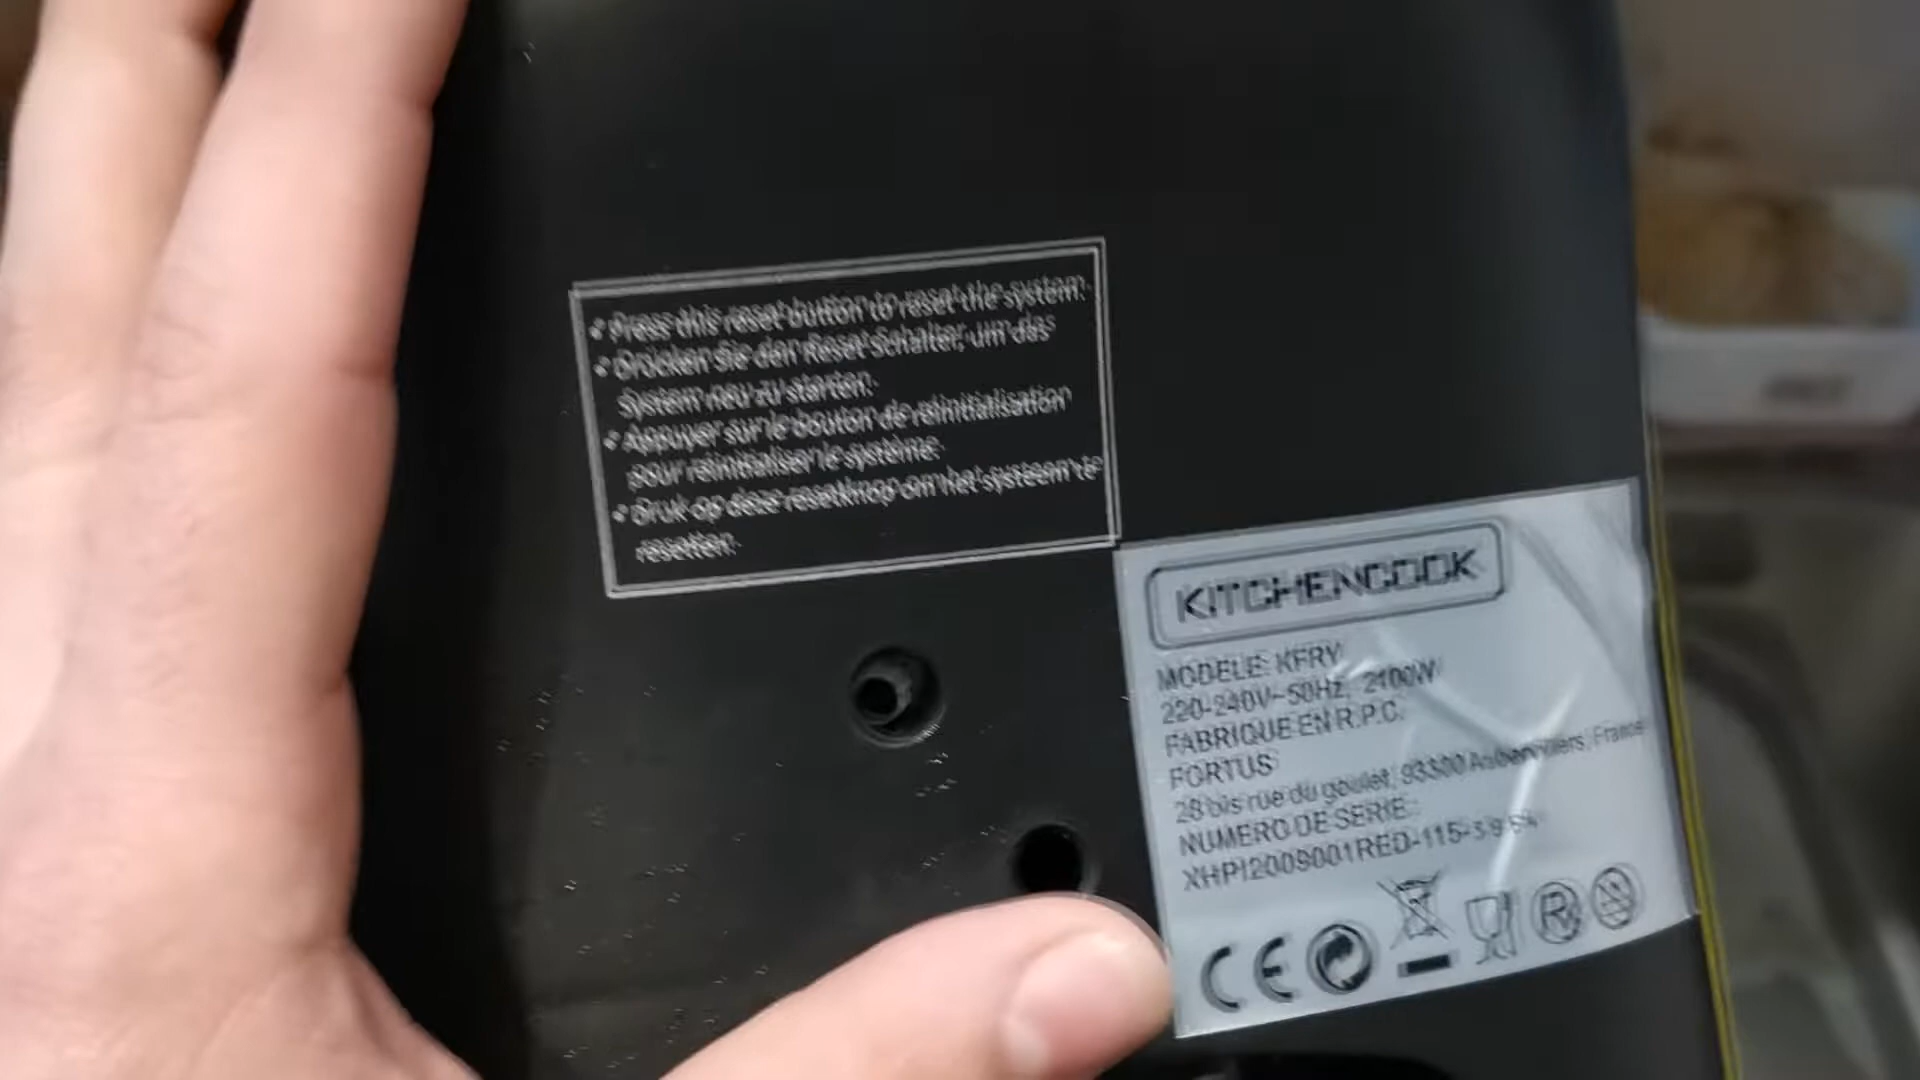 • Press this reset button to reset the system.
• Drücken Sie den Reset Schalter, um das
System neu zu starten.
• Appuyer sur le bouton de réinitialisation
pour réinitialiser le système.
• Druk op deze resetknop om het systeem te
resetten.
KITCHENCOOK
MODELE: KFRY
220-240V~50Hz, 2100W
FABRIQUE EN R.P.C.
FORTUS
28 bis rue du goulet, 93300 Aubervilliers, France
NUMERO DE SERIE :
CE
R